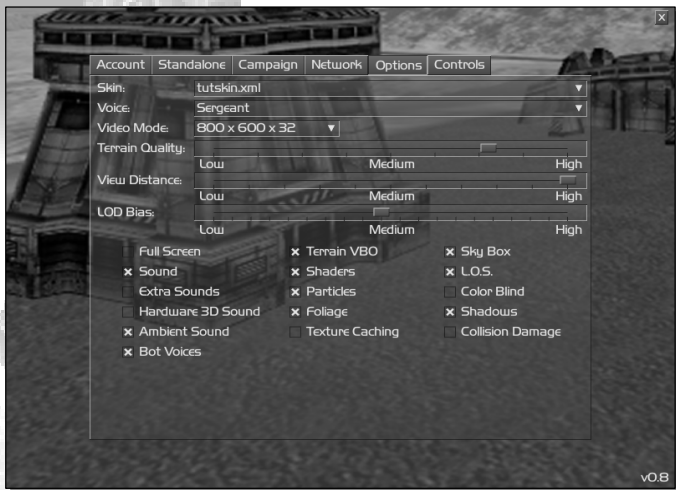 x
Account Standalone Campaign Network Options Controls
Skin: tutskin.xml
Voice: Sergeant
Video Mode: 800 x 600 x 32
Terrain Quality:
Low Medium High
View Distance:
Low Medium High
LOD Bias:
Low Medium High
Full Screen Terrain VBO Sky Box
Sound Shaders L.O.S.
Extra Sounds Particles Color Blind
Hardware 3D Sound Foliage Shadows
Ambient Sound Texture Caching Collision Damage
Bot Voices
v0.8